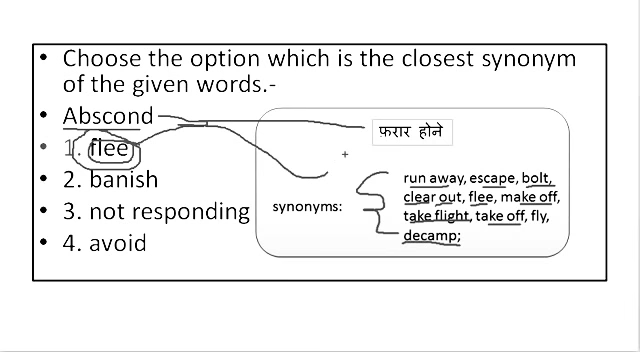 • Choose the option which is the closest synonym
of the given words.-
• Abscond
• 1. flee
• 2. banish
• 3. not responding
• 4. avoid
फ़रार होने
+
synonyms:
run away, escape, bolt,
clear out, flee, make off,
take flight, take off, fly,
decamp;